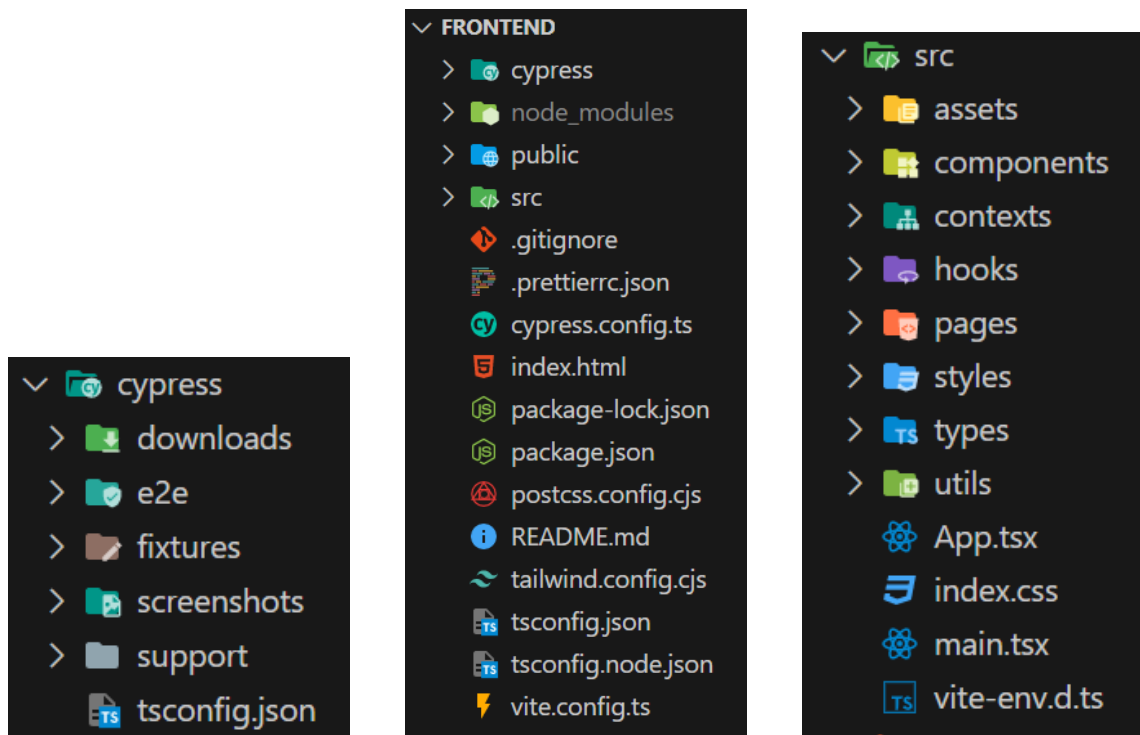 cypress
downloads
e2e
fixtures
screenshots
support
tsconfig.json
FRONTEND
cypress
node_modules
public
src
.gitignore
.prettierrc.json
cypress.config.ts
index.html
package-lock.json
package.json
postcss.config.cjs
README.md
tailwind.config.cjs
tsconfig.json
tsconfig.node.json
vite.config.ts
src
assets
components
contexts
hooks
pages
styles
types
utils
App.tsx
index.css
main.tsx
vite-env.d.ts